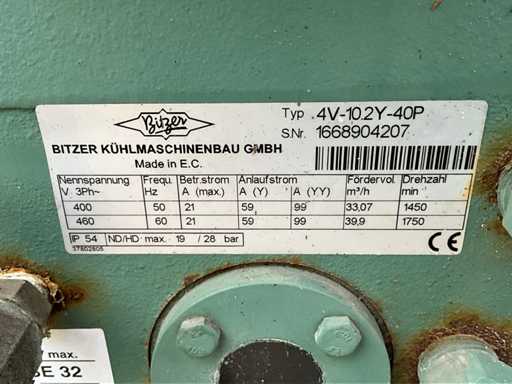 Bitzer
Typ 4V-10.2Y-40P
S.Nr. 1668904207
BITZER KÜHLMASCHINENBAU GMBH
Made in E.C.
Nennspannung Frequ. Betr.strom Anlaufstrom Fördervol. Drehzahl
V 3Ph~ Hz A (max.) A (Y) A (YY) m³/h min
400 50 21 59 99 33,07 1450
460 60 21 59 99 39,9 1750
IP 54 ND/HD max. 19 / 28 bar
37802805
CE
max.
SE 32